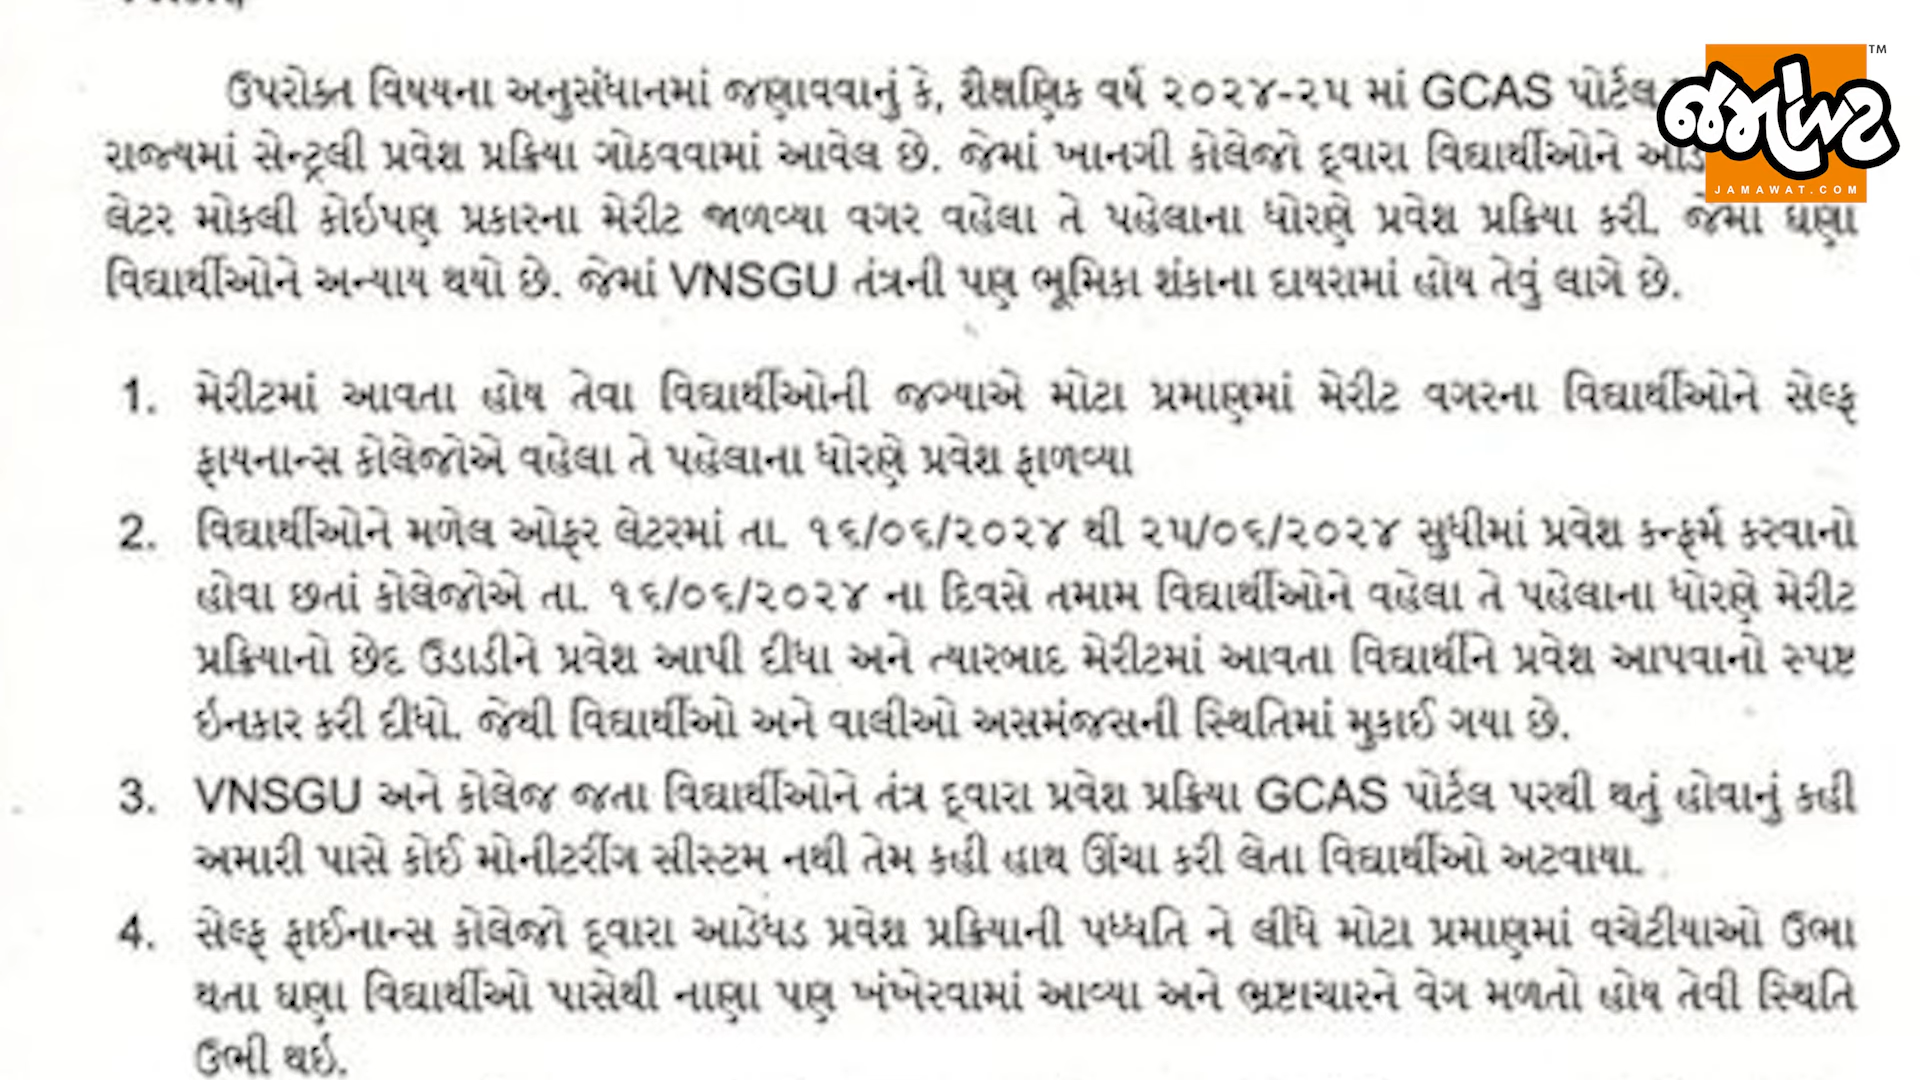 ઉપરોક્ત વિષયના અનુસંધાનમાં જણાવવાનું કે, શૈક્ષણિક વર્ષ ૨૦૨૪-૨૫ માં GCAS પોર્ટલ
રાજ્યમાં સેન્ટ્રલી પ્રવેશ પ્રક્રિયા ગોઠવવામાં આવેલ છે. જેમાં ખાનગી કોલેજો દ્વારા વિદ્યાર્થીઓને
લેટર મોકલી કોઇપણ પ્રકારના મેરીટ જાળવ્યા વગર વહેલા તે પહેલાના ધોરણે પ્રવેશ પ્રક્રિયા કરી. જેમાં ઘણા
વિદ્યાર્થીઓને અન્યાય થયો છે. જેમાં VNSGU તંત્રની પણ ભૂમિકા શંકાના દાયરામાં હોય તેવું લાગે છે.
1. મેરીટમાં આવતા હોય તેવા વિદ્યાર્થીઓની જગ્યાએ મોટા પ્રમાણમાં મેરીટ વગરના વિદ્યાર્થીઓને સેલ્ફ
ફાયનાન્સ કોલેજોએ વહેલા તે પહેલાના ધોરણે પ્રવેશ ફાળવ્યા
2. વિદ્યાર્થીઓને મળેલ ઓફર લેટરમાં તા. ૧૬/૦૬/૨૦૨૪ થી ૨૫/૦૬/૨૦૨૪ સુધીમાં પ્રવેશ કન્ફર્મ કરવાનો
હોવા છતાં કોલેજોએ તા. ૧૬/૦૬/૨૦૨૪ ના દિવસે તમામ વિદ્યાર્થીઓને વહેલા તે પહેલાના ધોરણે મેરીટ
પ્રક્રિયાનો છેદ ઉડાડીને પ્રવેશ આપી દીધા અને ત્યારબાદ મેરીટમાં આવતા વિદ્યાર્થીને પ્રવેશ આપવાનો સ્પષ્ટ
ઇનકાર કરી દીધો. જેથી વિદ્યાર્થીઓ અને વાલીઓ અસમંજસની સ્થિતિમાં મુકાઈ ગયા છે.
3. VNSGU અને કોલેજ જતા વિદ્યાર્થીઓને તંત્ર દ્વારા પ્રવેશ પ્રક્રિયા GCAS પોર્ટલ પરથી થતું હોવાનું કહી
અમારી પાસે કોઈ મોનીટરીંગ સીસ્ટમ નથી તેમ કહી હાથ ઊંચા કરી લેતા વિદ્યાર્થીઓ અટવાયા.
4. સેલ્ફ ફાઈનાન્સ કોલેજો દ્વારા આડેધડ પ્રવેશ પ્રક્રિયાની પધ્ધતિ ને લીધે મોટા પ્રમાણમાં વચેટીયાઓ ઉભા
થતા ઘણા વિદ્યાર્થીઓ પાસેથી નાણા પણ ખંખેરવામાં આવ્યા અને ભ્રષ્ટાચારને વેગ મળતો હોય તેવી સ્થિતિ
ઉભી થઇ.
જમાવટ
TM
JAMAWAT.COM